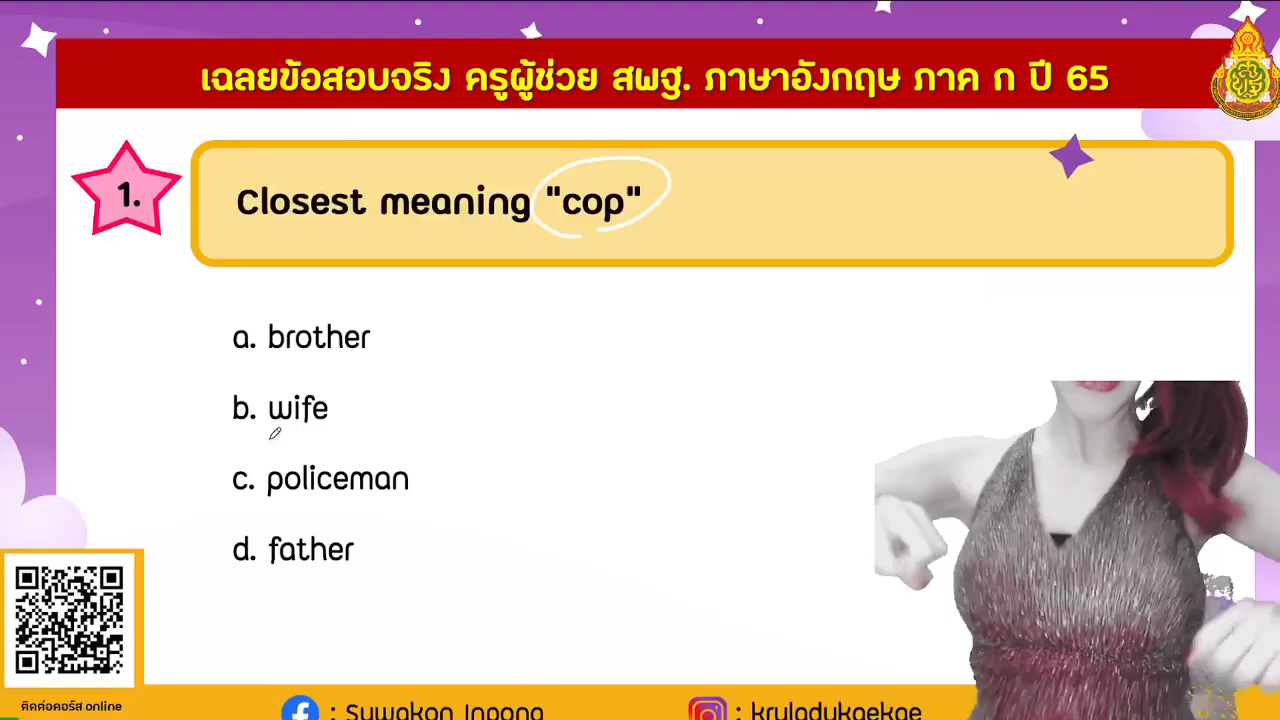 เฉลยข้อสอบจริง ครูผู้ช่วย สพฐ. ภาษาอังกฤษ ภาค ก ปี 65
1.
Closest meaning "cop"
a. brother
b. wife
c. policeman
d. father
ติดต่อคอร์ส online
: Suwakon Inpong
: kruladykaekae